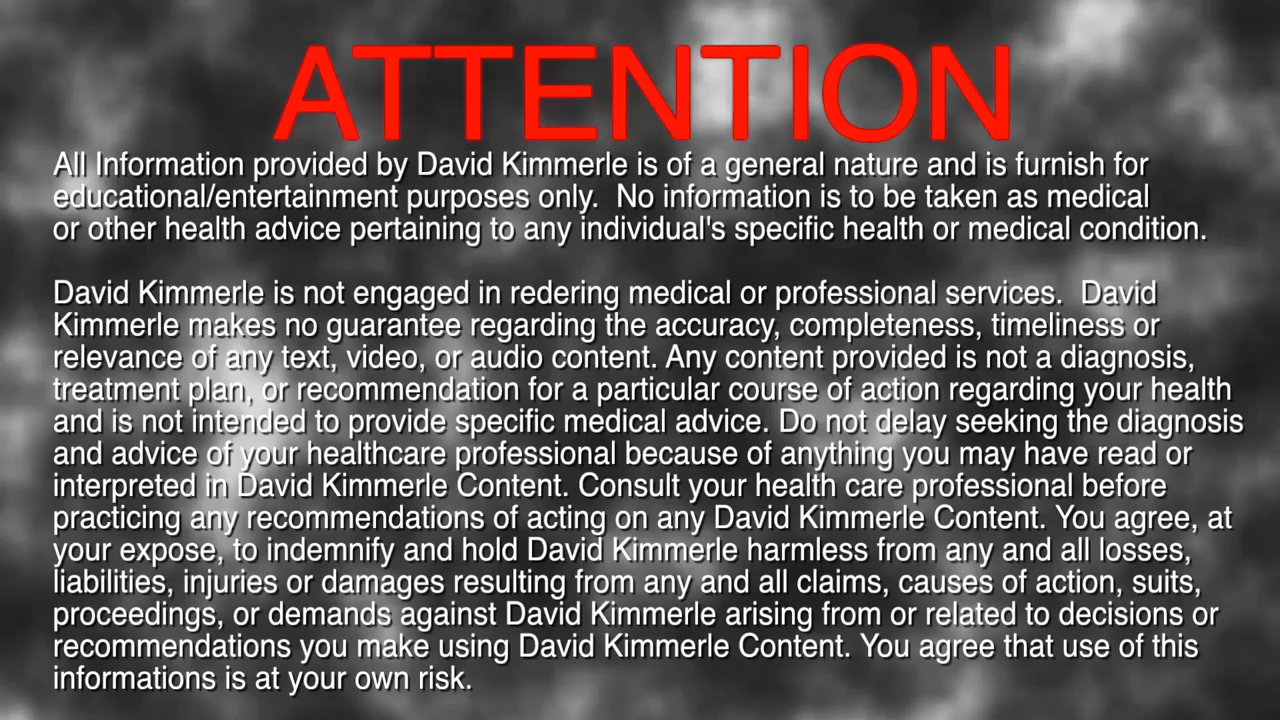 ATTENTION
All Information provided by David Kimmerle is of a general nature and is furnish for
educational/entertainment purposes only.  No information is to be taken as medical
or other health advice pertaining to any individual's specific health or medical condition.
David Kimmerle is not engaged in redering medical or professional services.  David
Kimmerle makes no guarantee regarding the accuracy, completeness, timeliness or
relevance of any text, video, or audio content. Any content provided is not a diagnosis,
treatment plan, or recommendation for a particular course of action regarding your health
and is not intended to provide specific medical advice. Do not delay seeking the diagnosis
and advice of your healthcare professional because of anything you may have read or
interpreted in David Kimmerle Content. Consult your health care professional before
practicing any recommendations of acting on any David Kimmerle Content. You agree, at
your expose, to indemnify and hold David Kimmerle harmless from any and all losses,
liabilities, injuries or damages resulting from any and all claims, causes of action, suits,
proceedings, or demands against David Kimmerle arising from or related to decisions or
recommendations you make using David Kimmerle Content. You agree that use of this
informations is at your own risk.